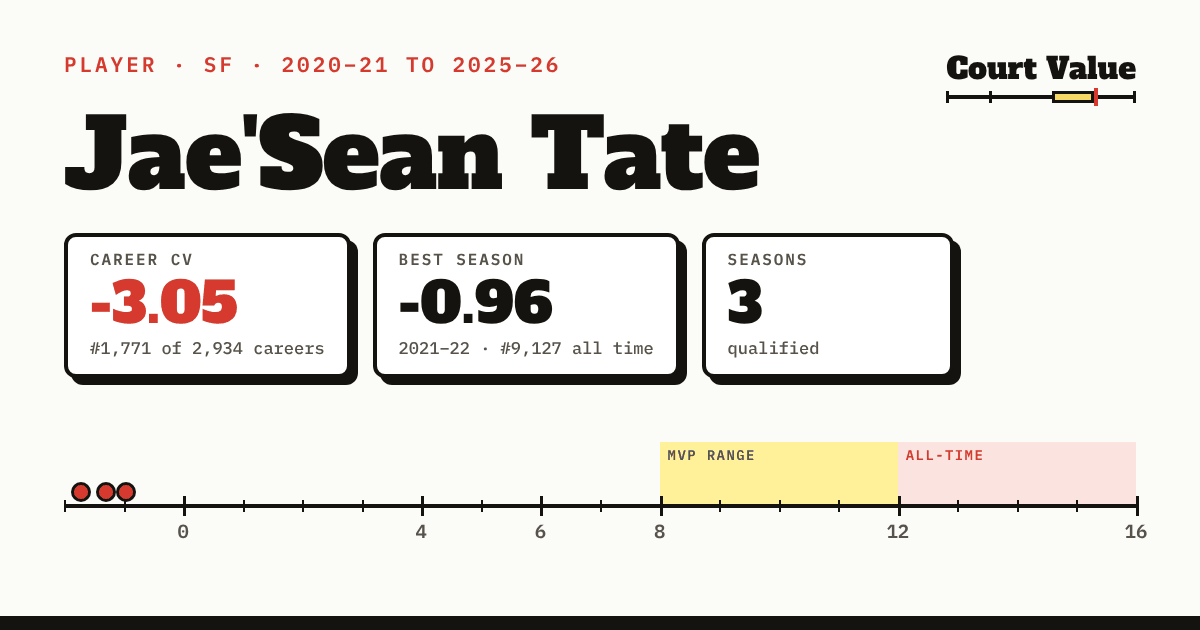 PLAYER · SF · 2020–21 TO 2025–26
Court Value
Jae'Sean Tate
CAREER CV
-3.05
#1,771 of 2,934 careers
BEST SEASON
-0.96
2021–22 · #9,127 all time
SEASONS
3
qualified
MVP RANGE
ALL-TIME
0 4 6 8 12 16